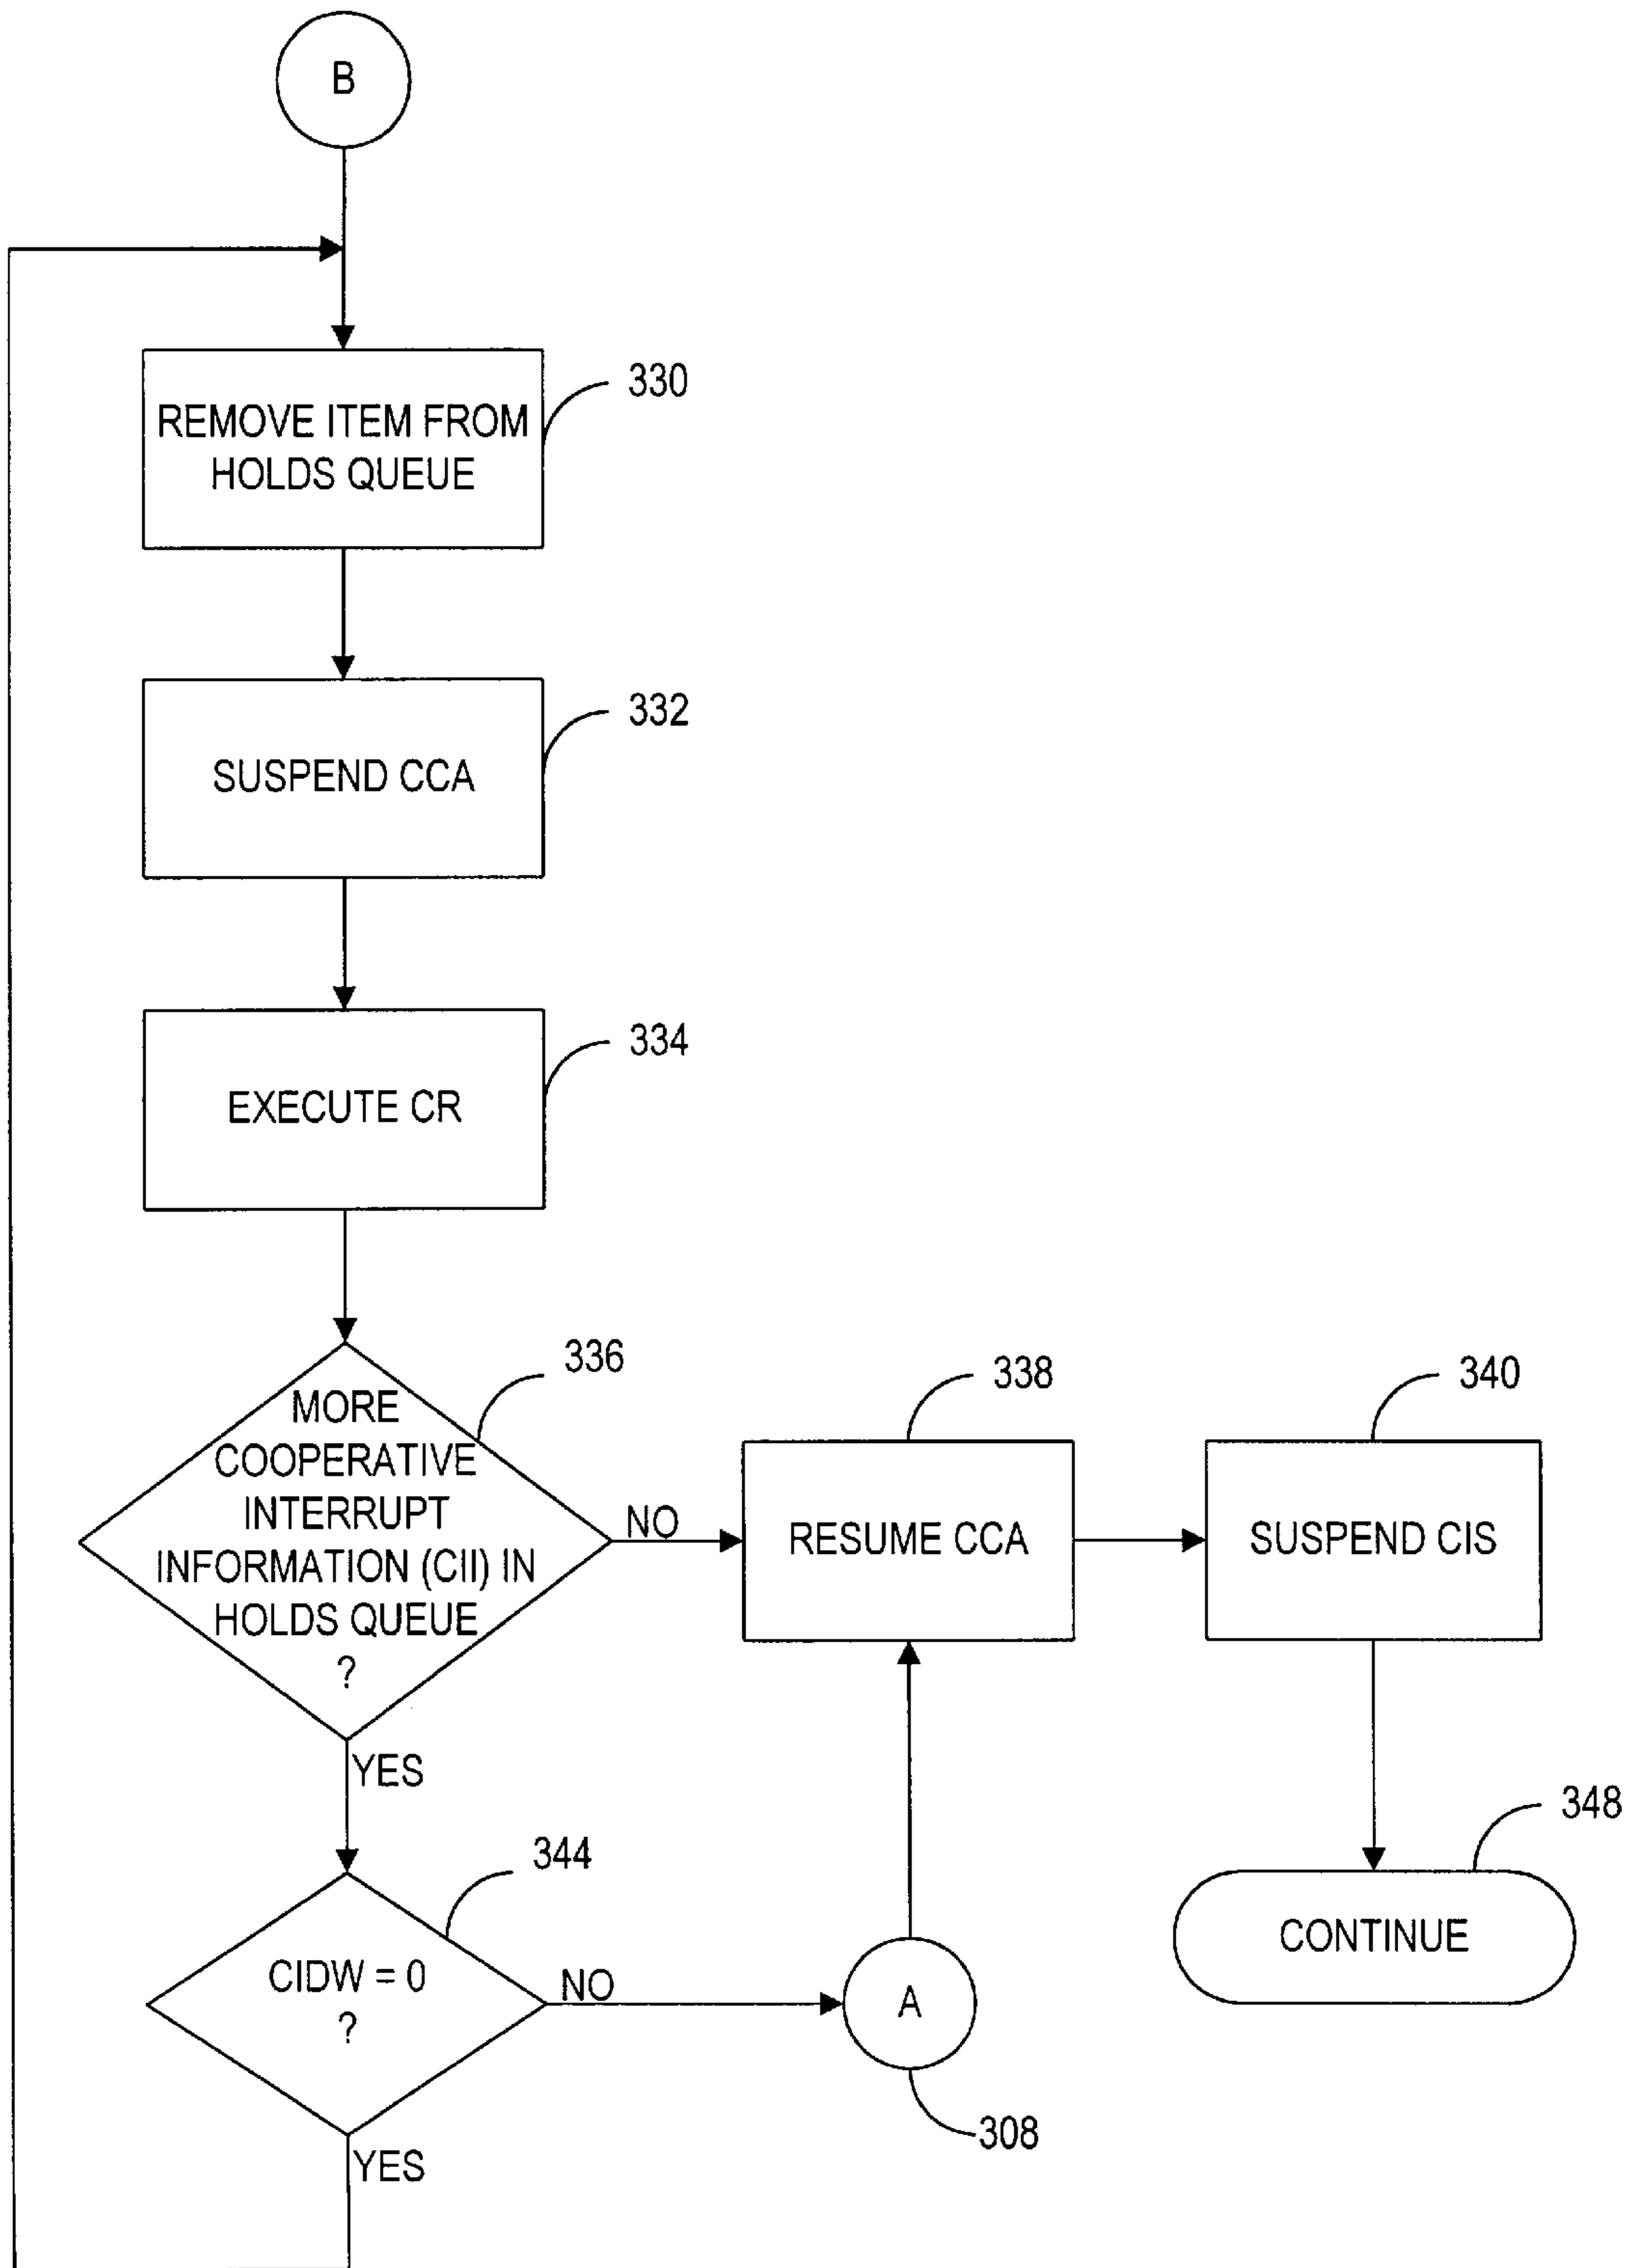 B
330
REMOVE ITEM FROM
HOLDS QUEUE
332
SUSPEND CCA
334
EXECUTE CR
336
MORE
COOPERATIVE
INTERRUPT
INFORMATION (CII) IN
HOLDS QUEUE
?
NO
338
RESUME CCA
340
SUSPEND CIS
YES
344
CIDW = 0
?
NO
A
308
348
CONTINUE
YES